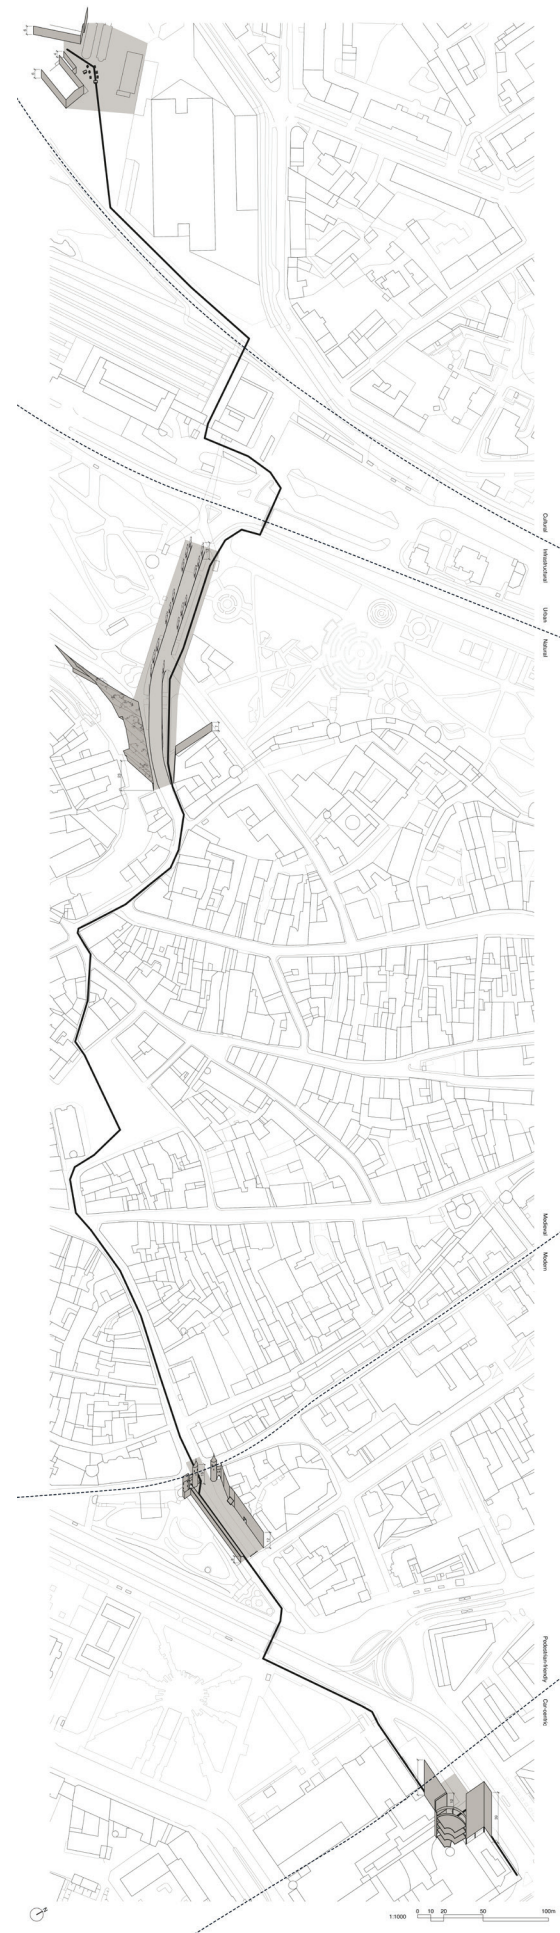 Cultural
Infrastructural
Urban
Natural
Medieval
Modern
Pedestrian-friendly
Car-centric
N
1:1000
0 10 20 50 100m